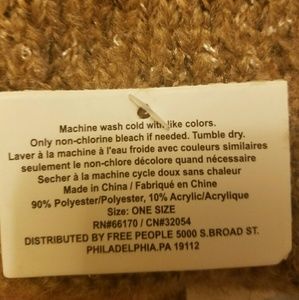 Machine wash cold with like colors.
Only non-chlorine bleach if needed. Tumble dry.
Laver à la machine à l'eau froide avec couleurs similaires
seulement le non-chlore décolore quand nécessaire
Secher à la machine cycle doux sans chaleur
Made in China / Fabriqué en Chine
90% Polyester/Polyester, 10% Acrylic/Acrylique
Size: ONE SIZE
RN#66170 / CN#32054
DISTRIBUTED BY FREE PEOPLE 5000 S.BROAD ST.
PHILADELPHIA.PA 19112